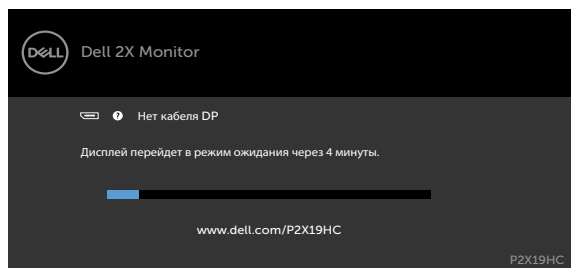 DELL
Dell 2X Monitor
Нет кабеля DP
Дисплей перейдет в режим ожидания через 4 минуты.
www.dell.com/P2X19HC
P2X19HC